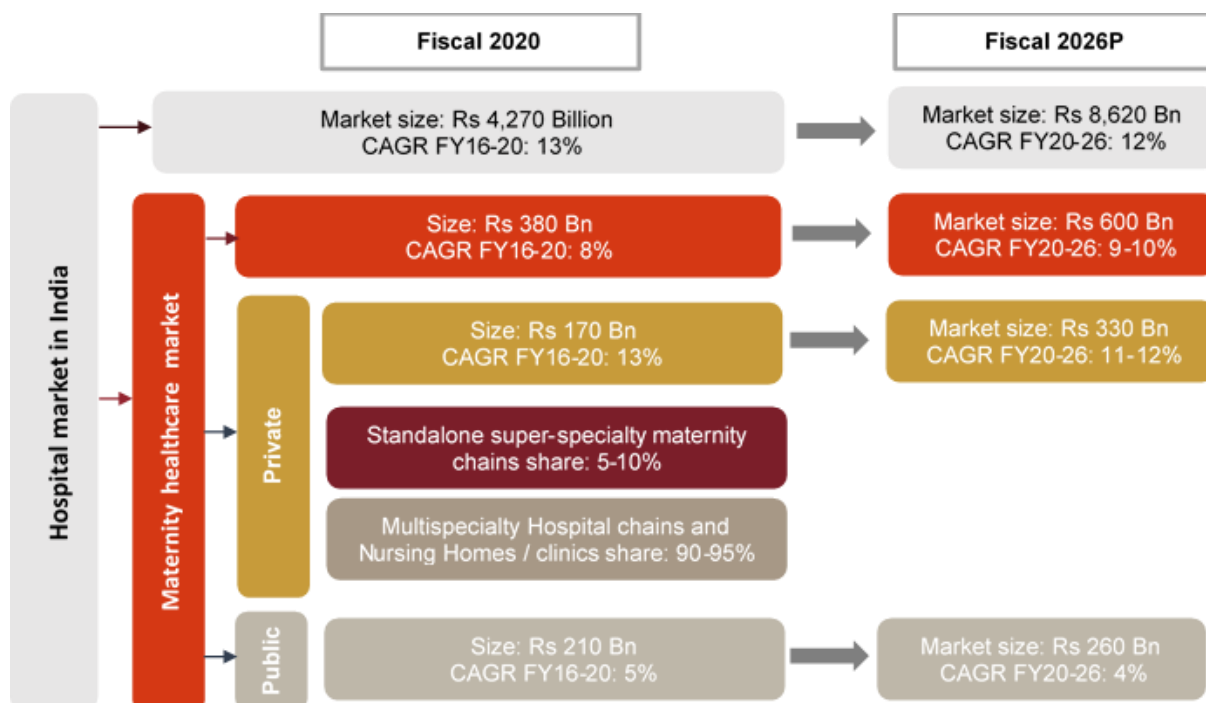 Fiscal 2020
Fiscal 2026P
Hospital market in India
Market size: Rs 4,270 Billion
CAGR FY16-20: 13%
Market size: Rs 8,620 Bn
CAGR FY20-26: 12%
Maternity healthcare market
Size: Rs 380 Bn
CAGR FY16-20: 8%
Market size: Rs 600 Bn
CAGR FY20-26: 9-10%
Private
Size: Rs 170 Bn
CAGR FY16-20: 13%
Market size: Rs 330 Bn
CAGR FY20-26: 11-12%
Standalone super-specialty maternity
chains share: 5-10%
Multispecialty Hospital chains and
Nursing Homes / clinics share: 90-95%
Public
Size: Rs 210 Bn
CAGR FY16-20: 5%
Market size: Rs 260 Bn
CAGR FY20-26: 4%